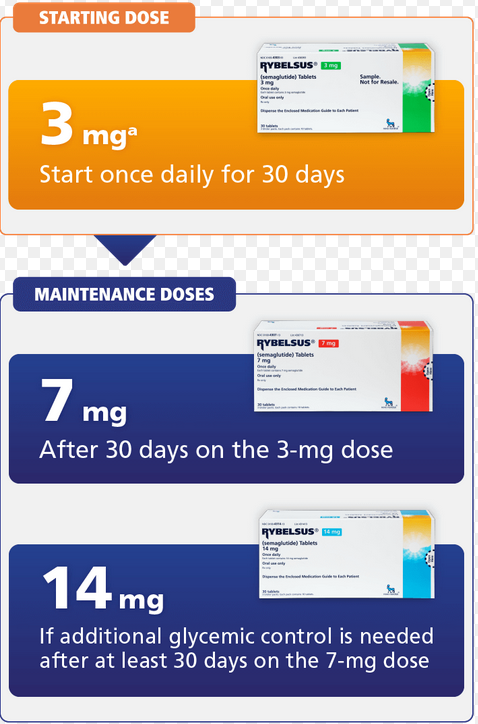 STARTING DOSE
RYBELSUS® 3 mg
(semaglutide) Tablets
3 mg
Sample.
Not for Resale.
Once daily
Oral use only
Dispense the Enclosed Medication Guide to Each Patient
30 tablets
3 mgª
Start once daily for 30 days
MAINTENANCE DOSES
RYBELSUS® 7 mg
(semaglutide) Tablets
7 mg
Once daily
Oral use only
Dispense the Enclosed Medication Guide to Each Patient
30 tablets
7 mg
After 30 days on the 3-mg dose
RYBELSUS® 14 mg
(semaglutide) Tablets
14 mg
Once daily
Oral use only
Dispense the Enclosed Medication Guide to Each Patient
30 tablets
14 mg
If additional glycemic control is needed
after at least 30 days on the 7-mg dose